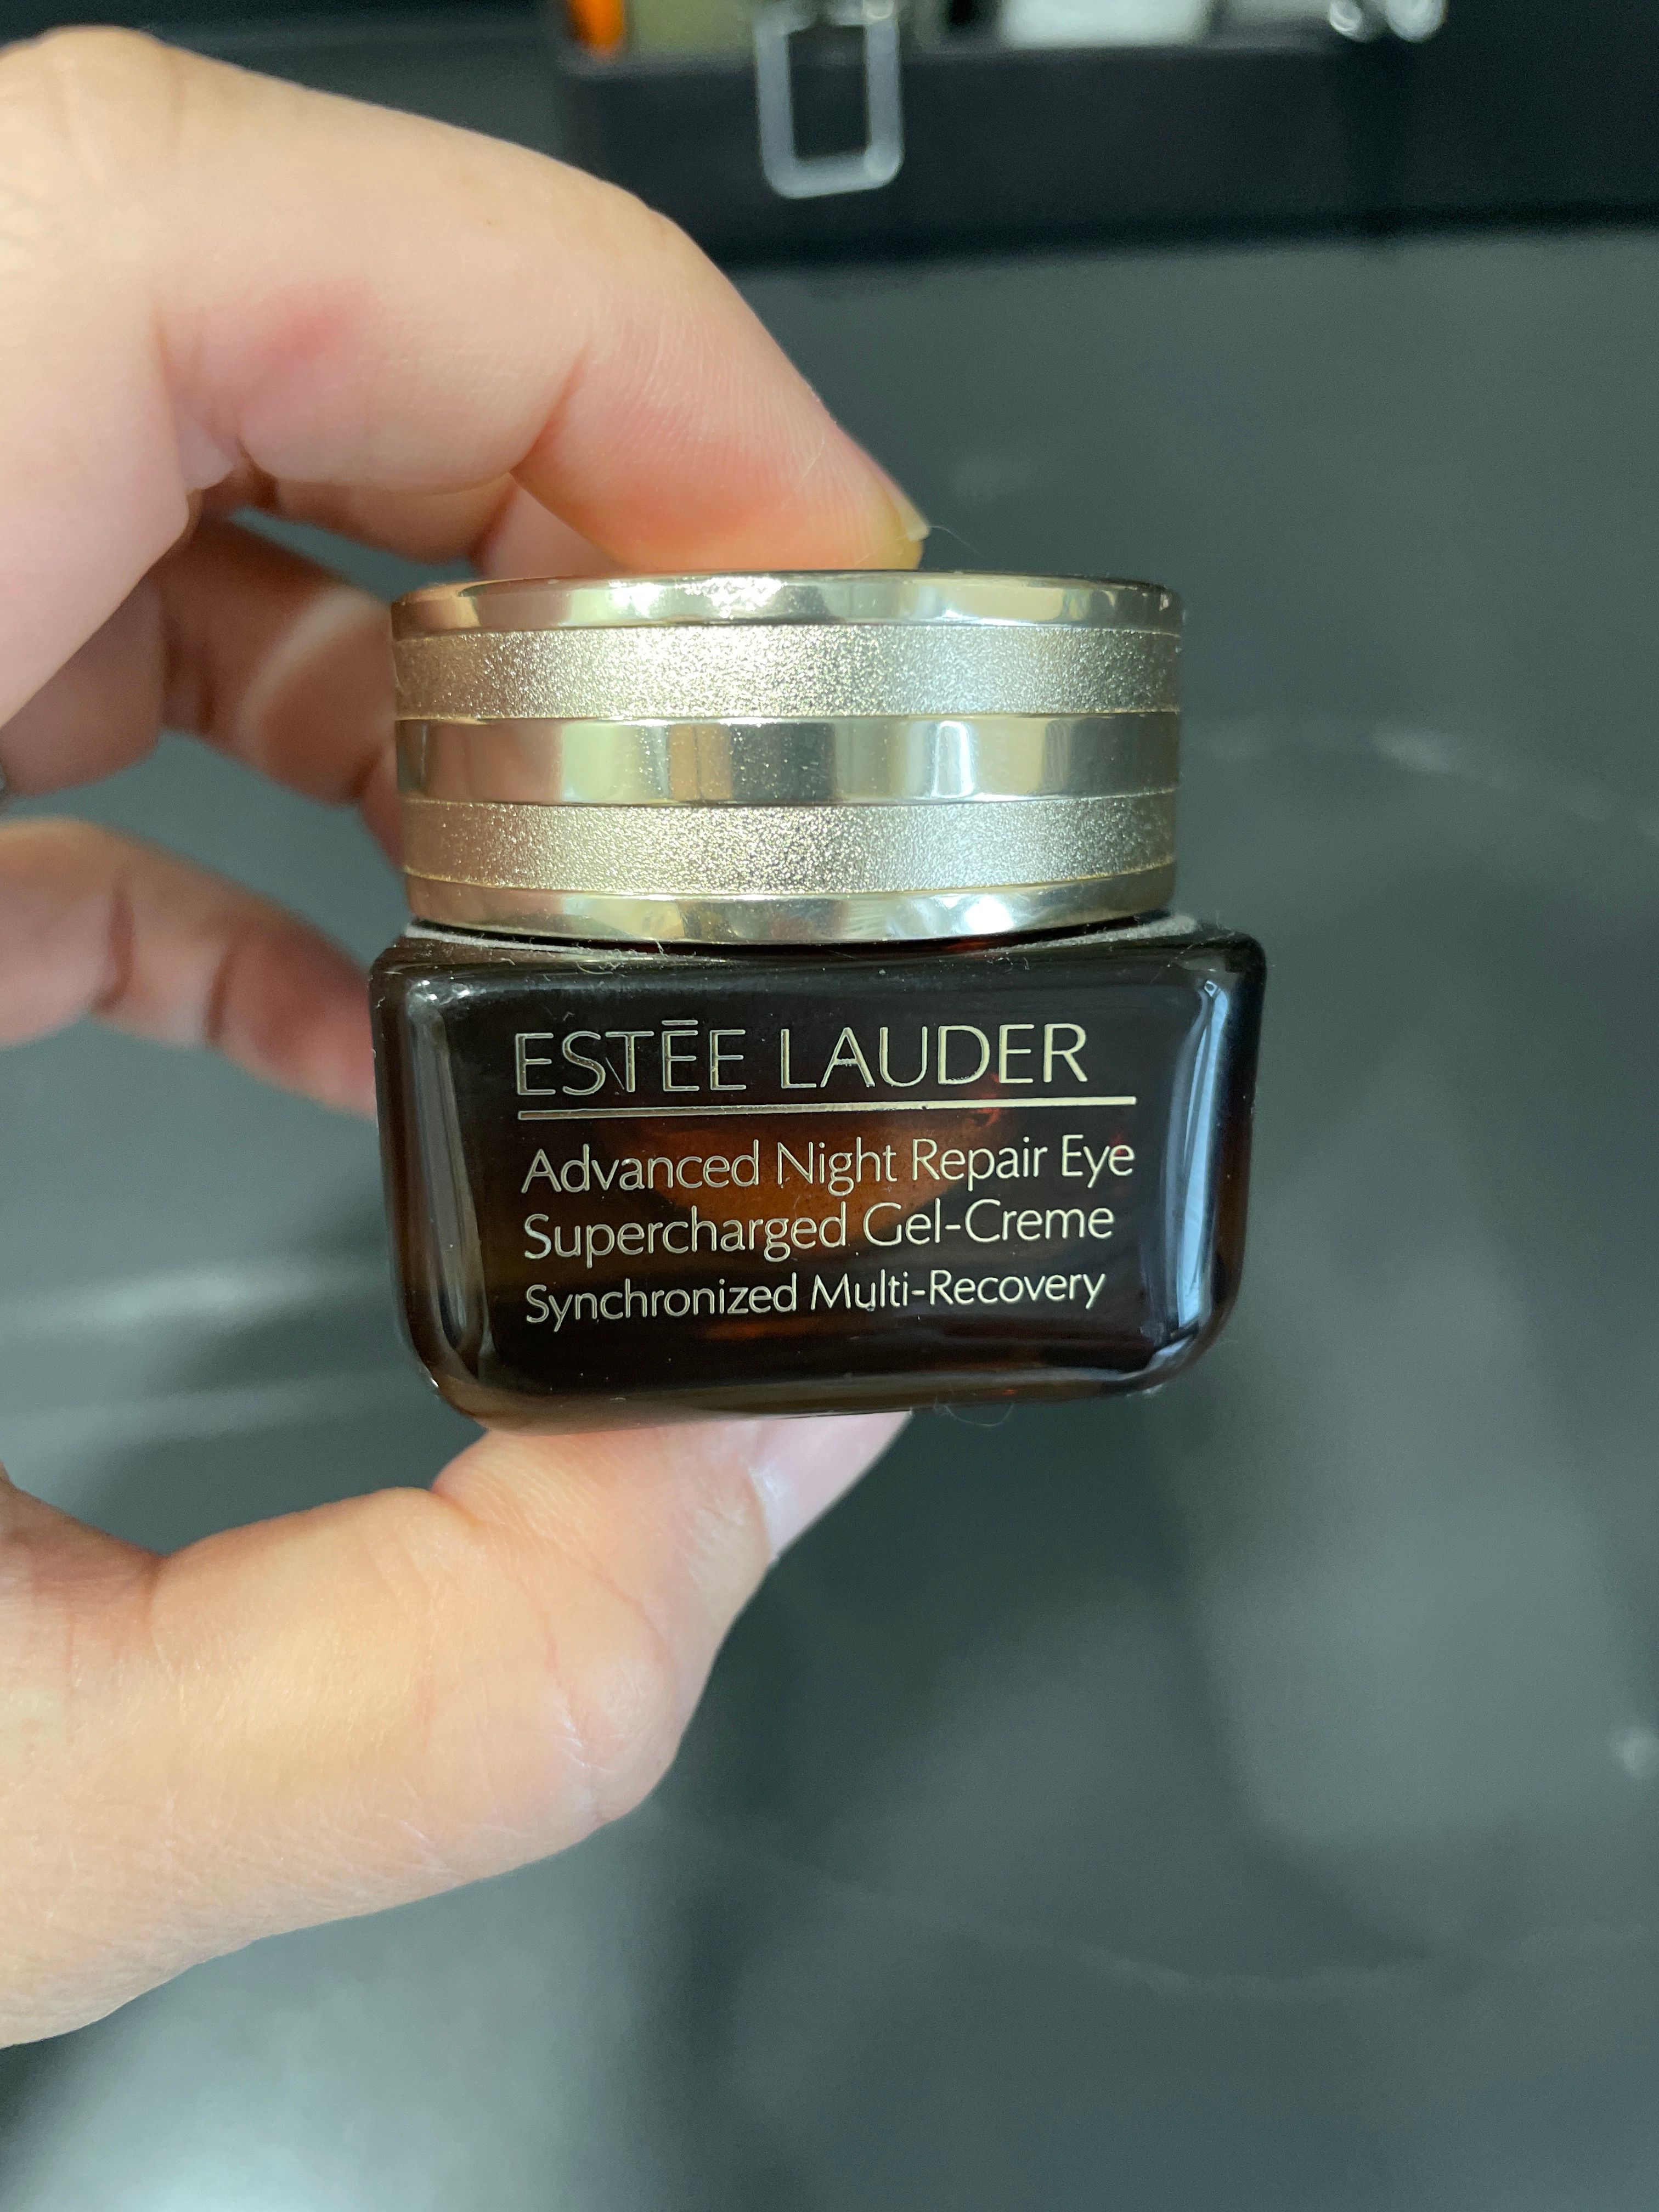 ESTĒE LAUDER
Advanced Night Repair Eye
Supercharged Gel-Creme
Synchronized Multi-Recovery